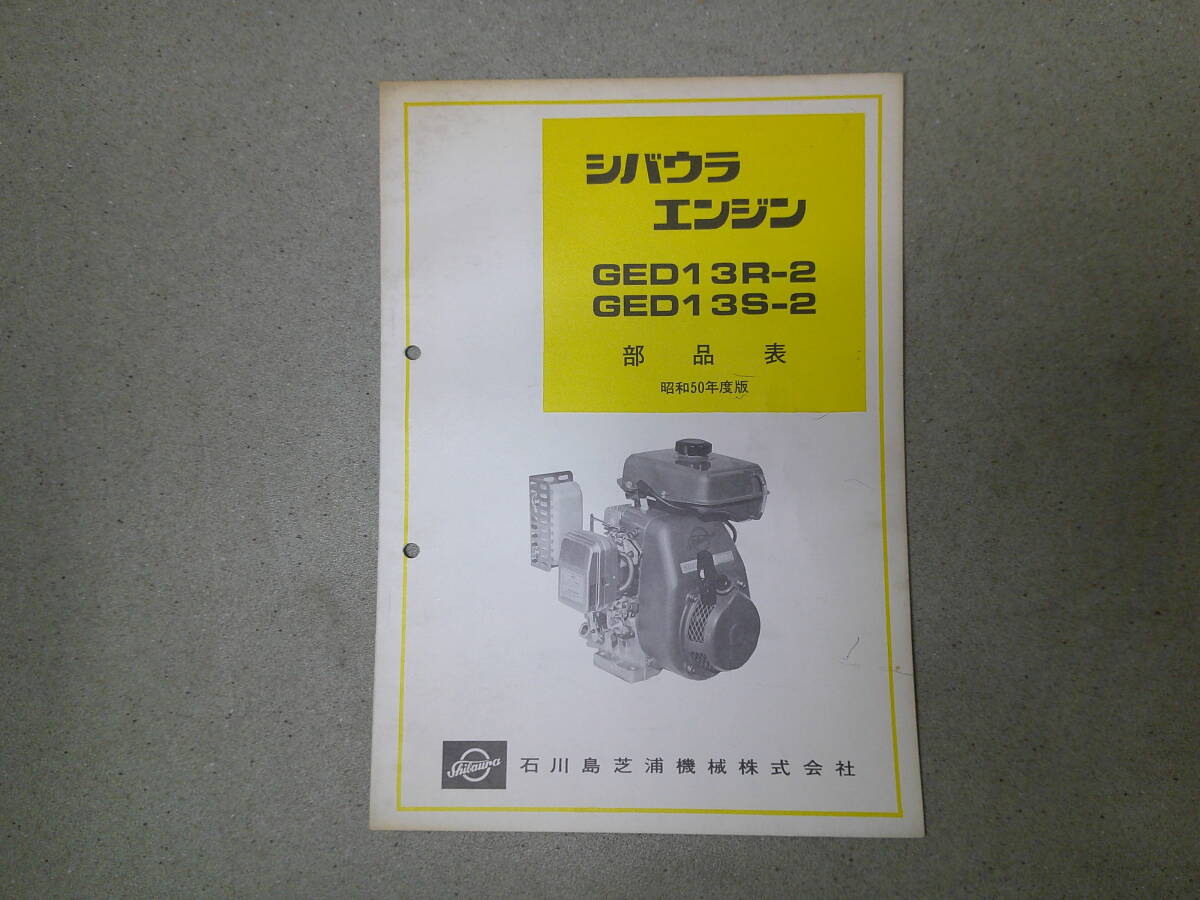 シバウラ
エンジン
GED13R-2
GED13S-2
部品表
昭和50年度版
Shibaura
石川島芝浦機械株式会社